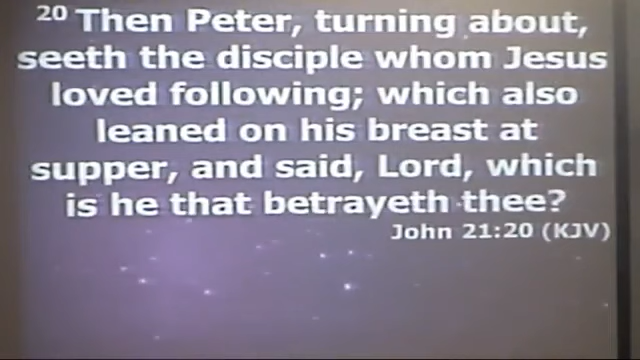 20 Then Peter, turning about,
seeth the disciple whom Jesus
loved following; which also
leaned on his breast at
supper, and said, Lord, which
is he that betrayeth thee?
John 21:20 (KJV)